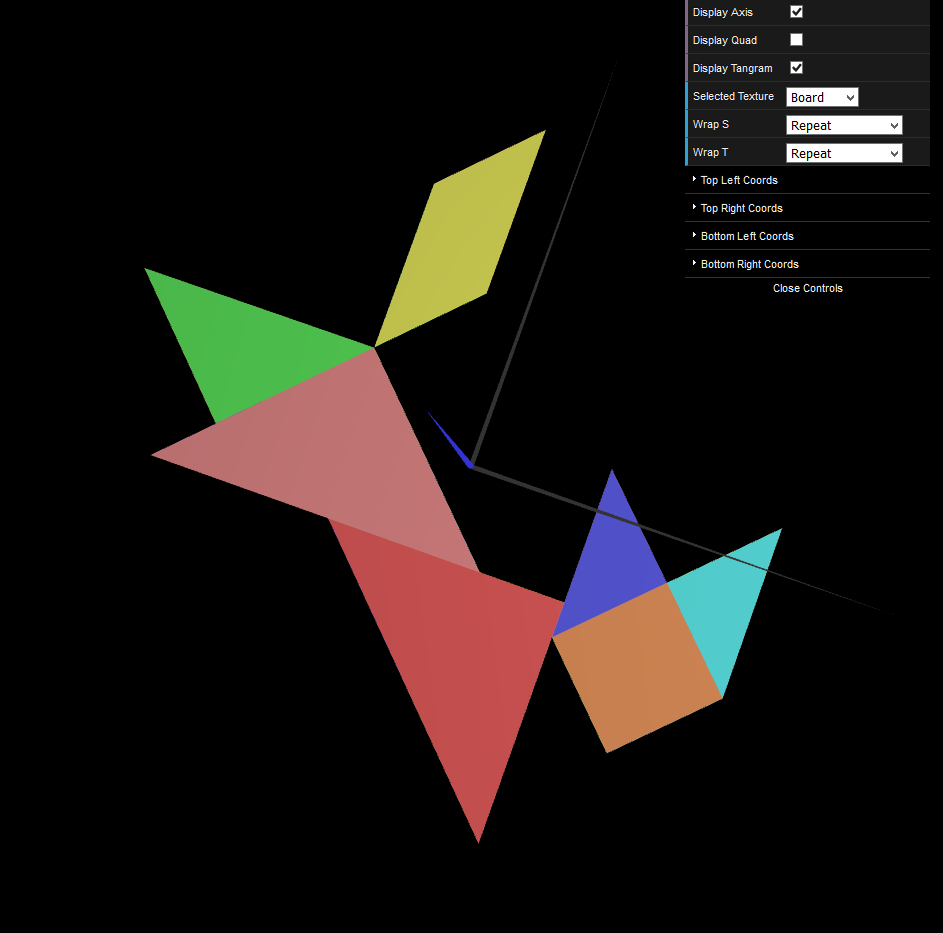 Display Axis
Display Quad
Display Tangram
Selected Texture Board
Wrap S Repeat
Wrap T Repeat
Top Left Coords
Top Right Coords
Bottom Left Coords
Bottom Right Coords
Close Controls